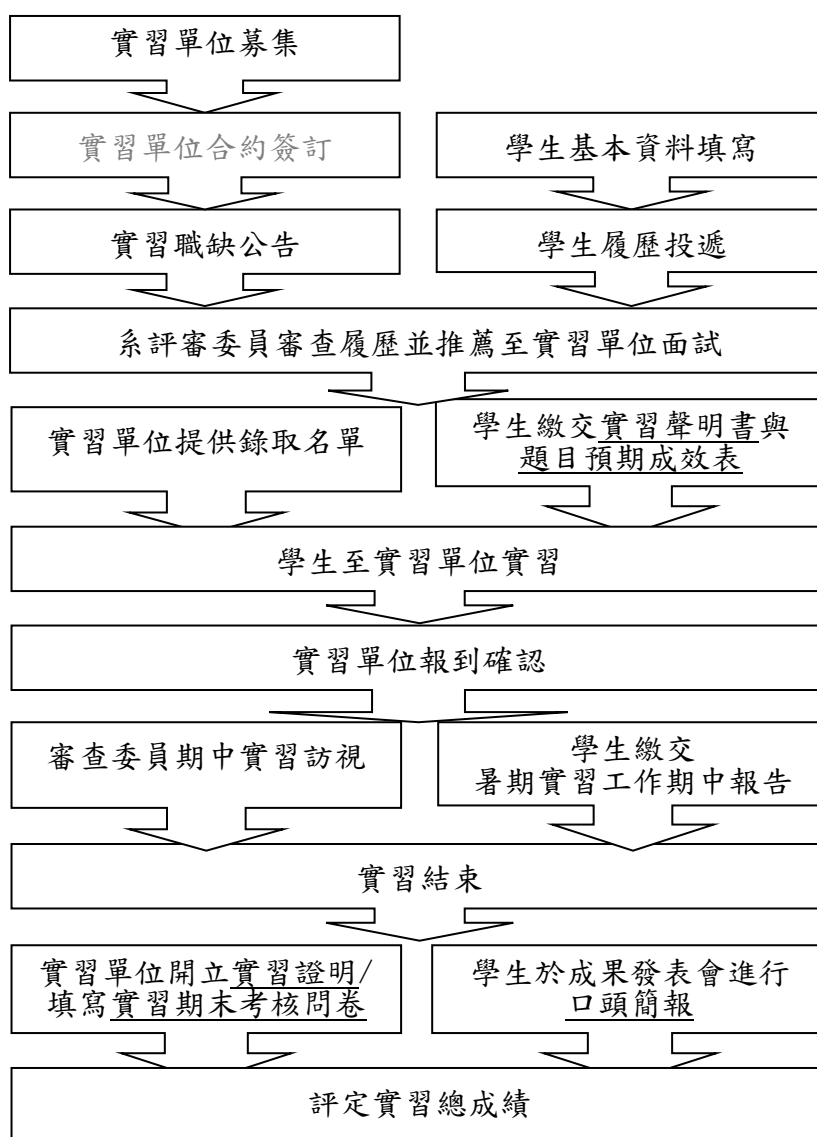 實習單位募集
實習單位合約簽訂
學生基本資料填寫
實習職缺公告
學生履歷投遞
系評審委員審查履歷並推薦至實習單位面試
實習單位提供錄取名單
學生繳交實習聲明書與
題目預期成效表
學生至實習單位實習
實習單位報到確認
審查委員期中實習訪視
學生繳交
暑期實習工作期中報告
實習結束
實習單位開立實習證明/
填寫實習期末考核問卷
學生於成果發表會進行
口頭簡報
評定實習總成績